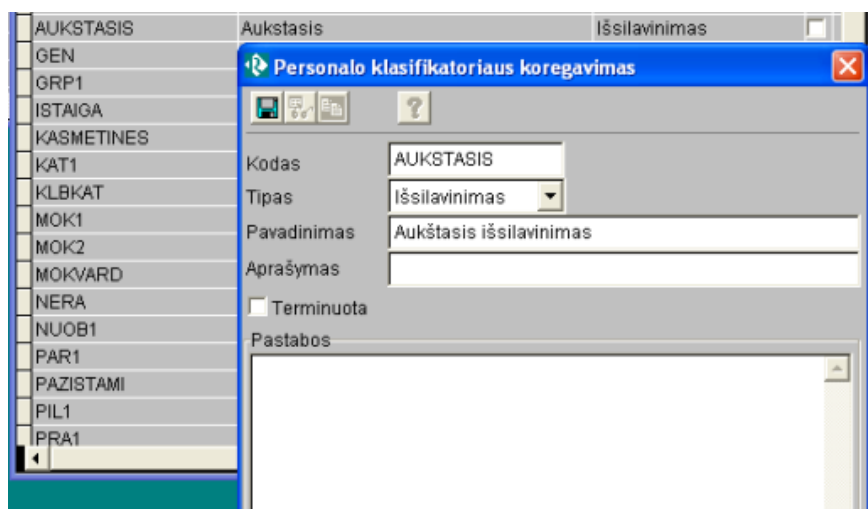 AUKSTASIS Aukstasis Išsilavinimas
GEN
GRP1
ISTAIGA
KASMETINES
KAT1
KLBKAT
MOK1
MOK2
MOKVARD
NERA
NUOB1
PAR1
PAZISTAMI
PIL1
PRA1
Personalo klasifikatoriaus koregavimas
Kodas AUKSTASIS
Tipas Išsilavinimas
Pavadinimas Aukštasis išsilavinimas
Aprašymas
Terminuota
Pastabos